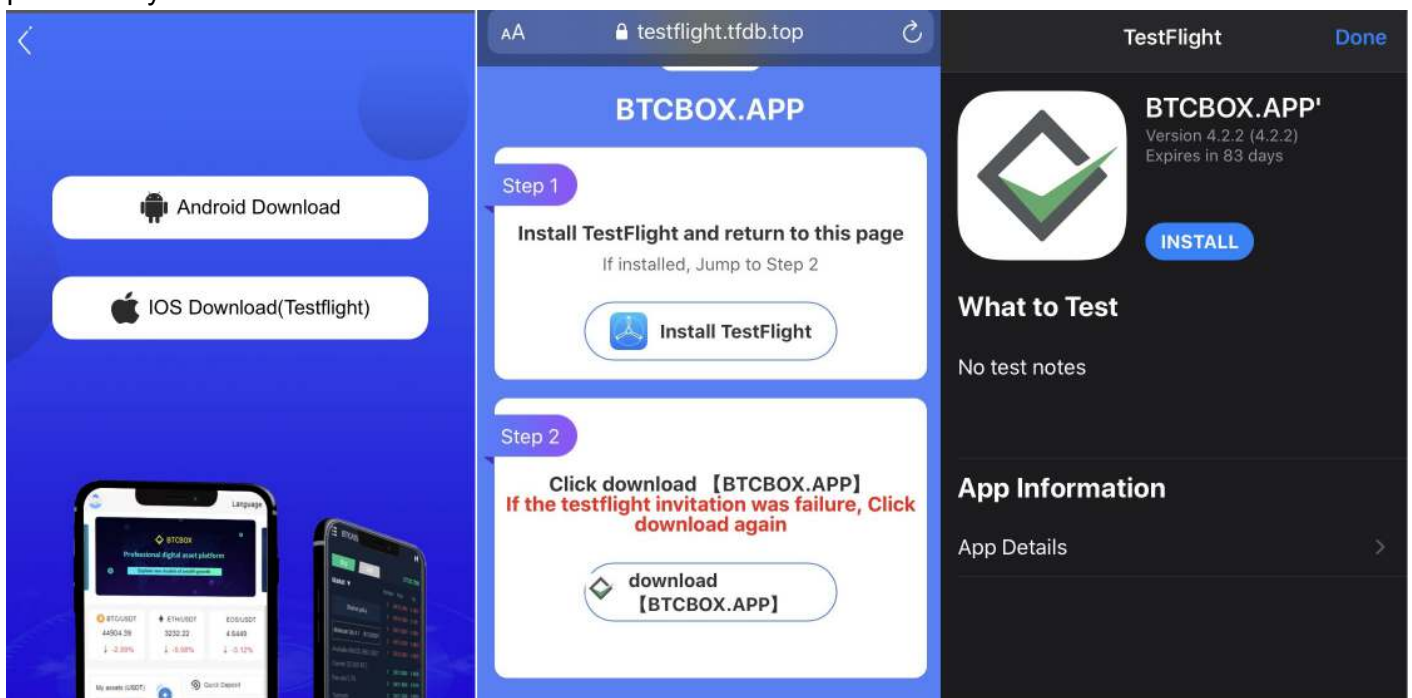 Android Download
IOS Download(Testflight)
Language
BTCBOX
Professional digital asset platform
BTC/USDT
ETH/USDT
EOS/USDT
44904.39
3232.22
4.6449
My assets (USDT)
Quick Deposit
AA
testflight.tfdb.top
BTCBOX.APP
Step 1
Install TestFlight and return to this page
If installed, Jump to Step 2
Install TestFlight
Step 2
Click download 【BTCBOX.APP】
If the testflight invitation was failure, Click
download again
download
【BTCBOX.APP】
TestFlight
Done
BTCBOX.APP'
Version 4.2.2 (4.2.2)
Expires in 83 days
INSTALL
What to Test
No test notes
App Information
App Details